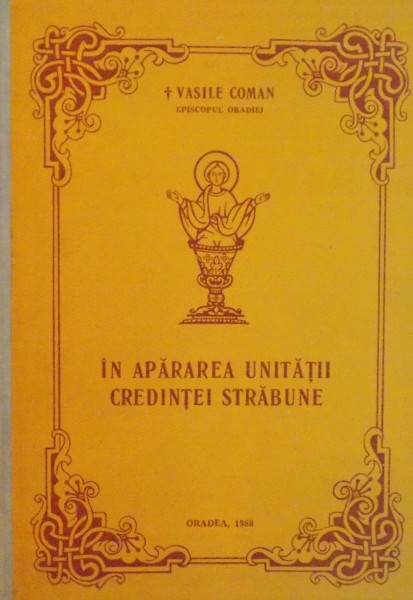 † VASILE COMAN
EPISCOPUL ORADIEI
ÎN APĂRAREA UNITĂȚII
CREDINȚEI STRĂBUNE
ORADEA, 1988